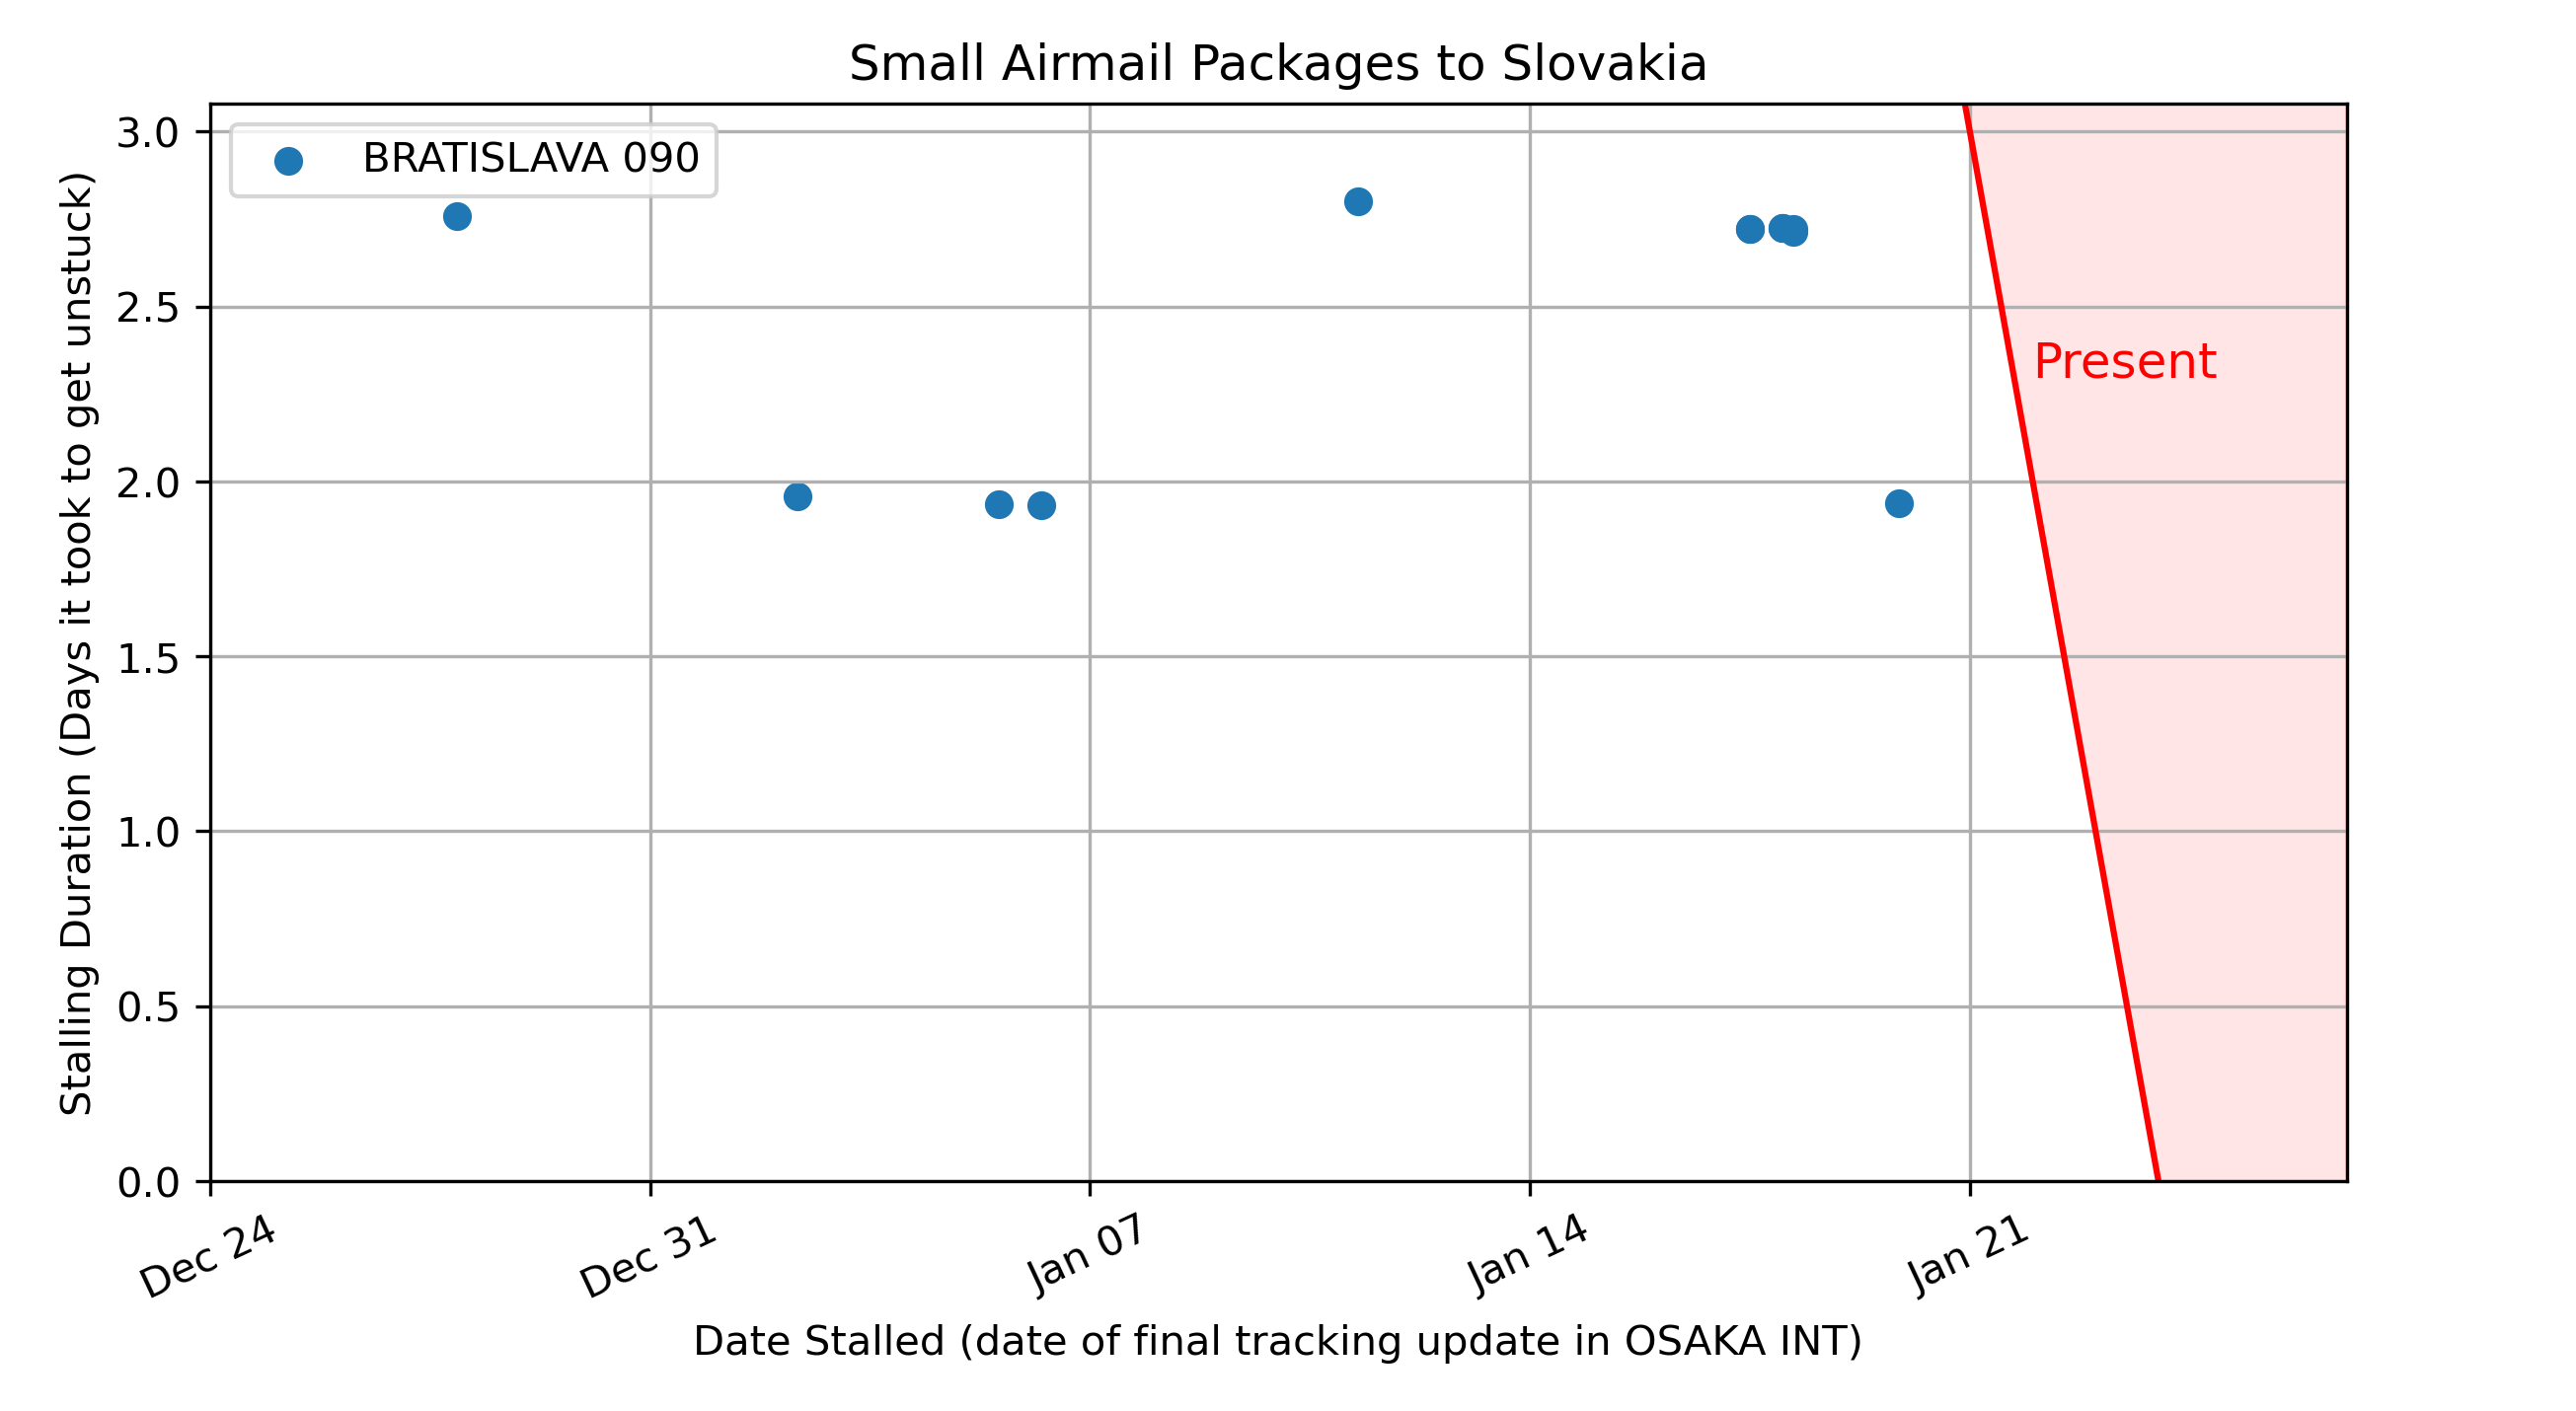 Small Airmail Packages to Slovakia
BRATISLAVA 090
Stalling Duration (Days it took to get unstuck)
3.0
2.5
2.0
1.5
1.0
0.5
0.0
Present
Dec 24
Dec 31
Jan 07
Jan 14
Jan 21
Date Stalled (date of final tracking update in OSAKA INT)